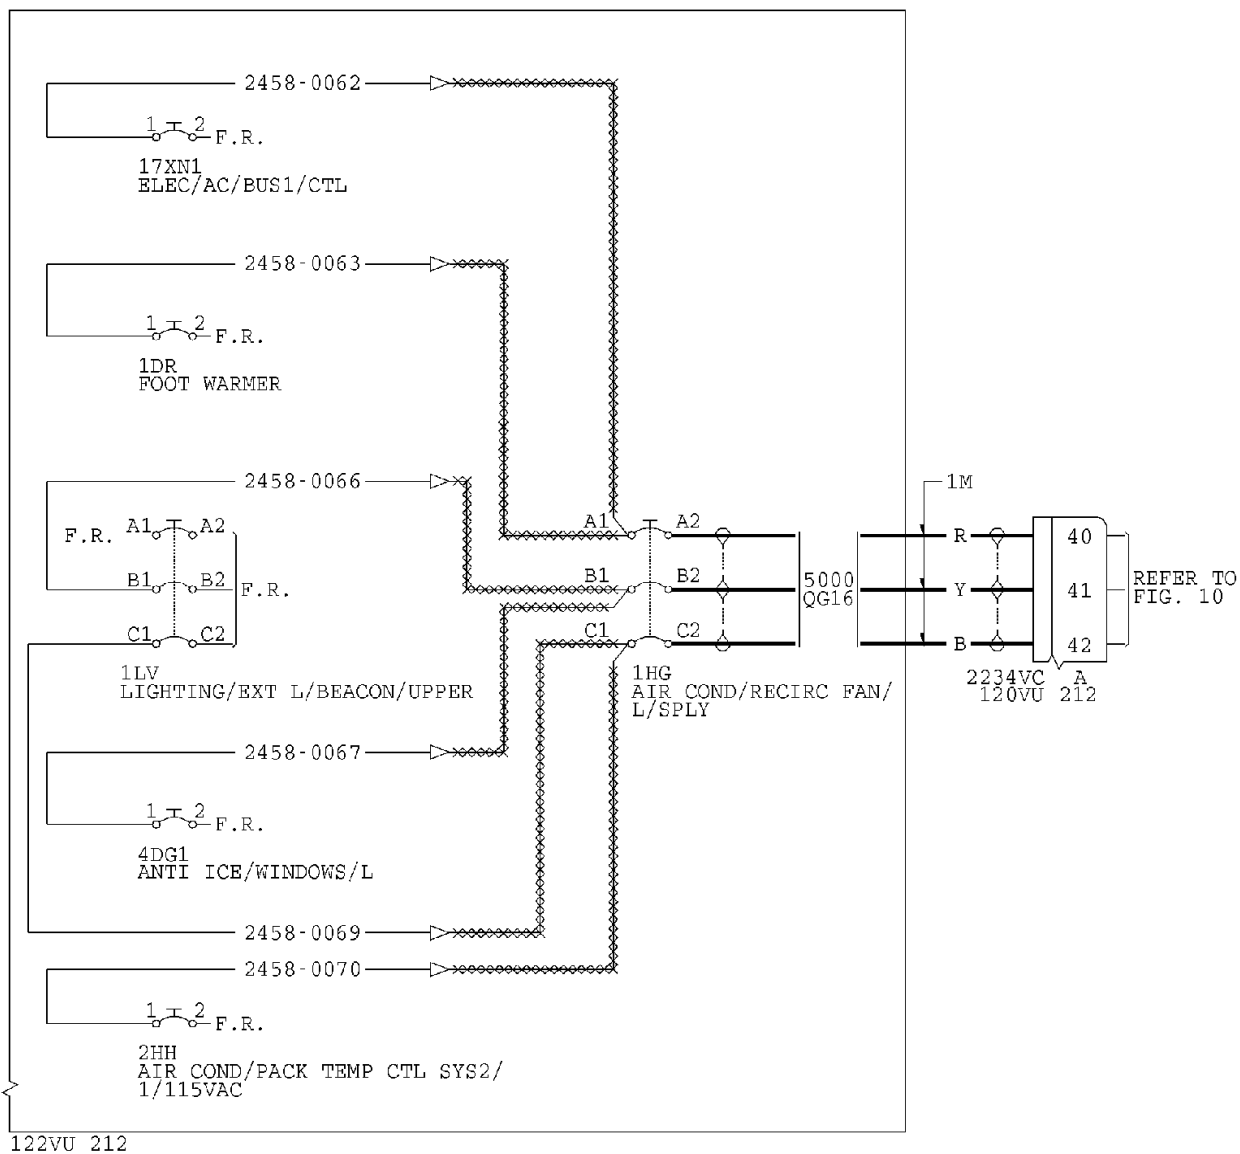 2458-0062
1 2 F.R.
17XN1
ELEC/AC/BUS1/CTL
2458-0063
1 2 F.R.
1DR
FOOT WARMER
2458-0066
1M
F.R. A1 A2
A1 A2
R 40
B1 B2 F.R.
B1 B2
5000
QG16
Y 41
REFER TO
FIG. 10
C1 C2
C1 C2
B 42
1LV
LIGHTING/EXT L/BEACON/UPPER
1HG
AIR COND/RECIRC FAN/
L/SPLY
2234VC A
120VU 212
2458-0067
1 2 F.R.
4DG1
ANTI ICE/WINDOWS/L
2458-0069
2458-0070
1 2 F.R.
2HH
AIR COND/PACK TEMP CTL SYS2/
1/115VAC
122VU 212